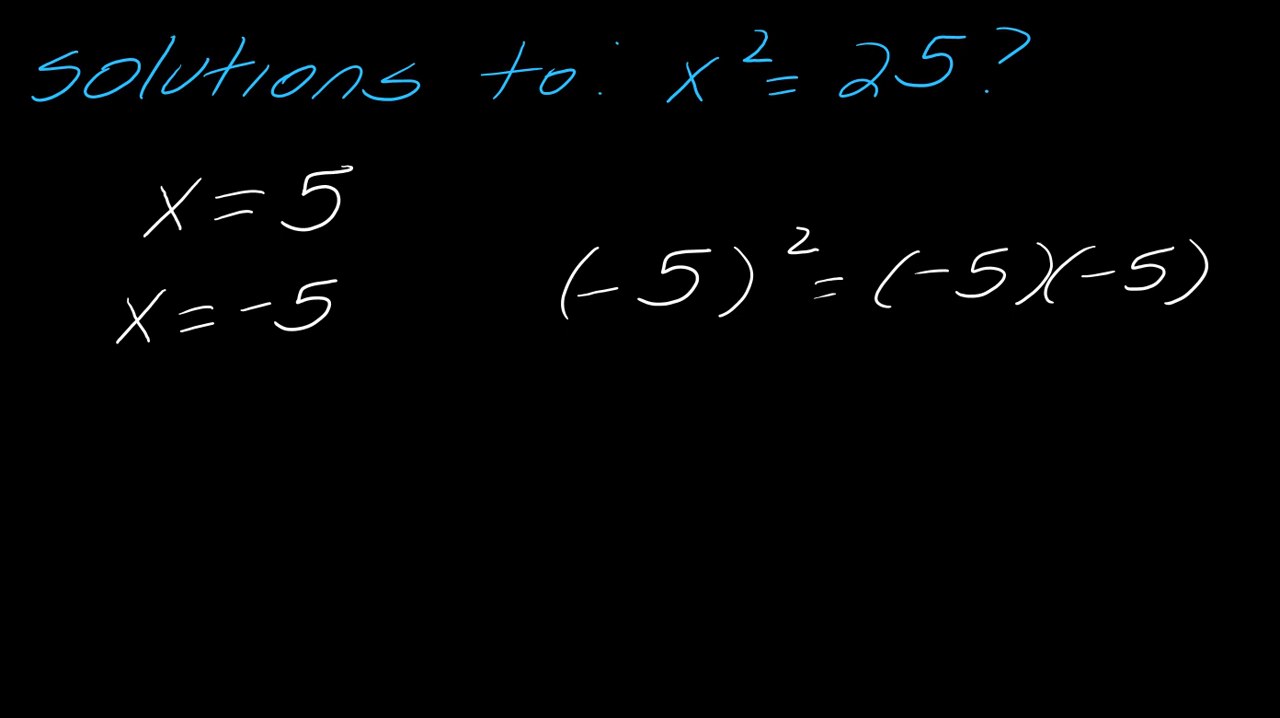 solutions to: x² = 25?
x = 5
(-5)² = (-5)(-5)
x = -5